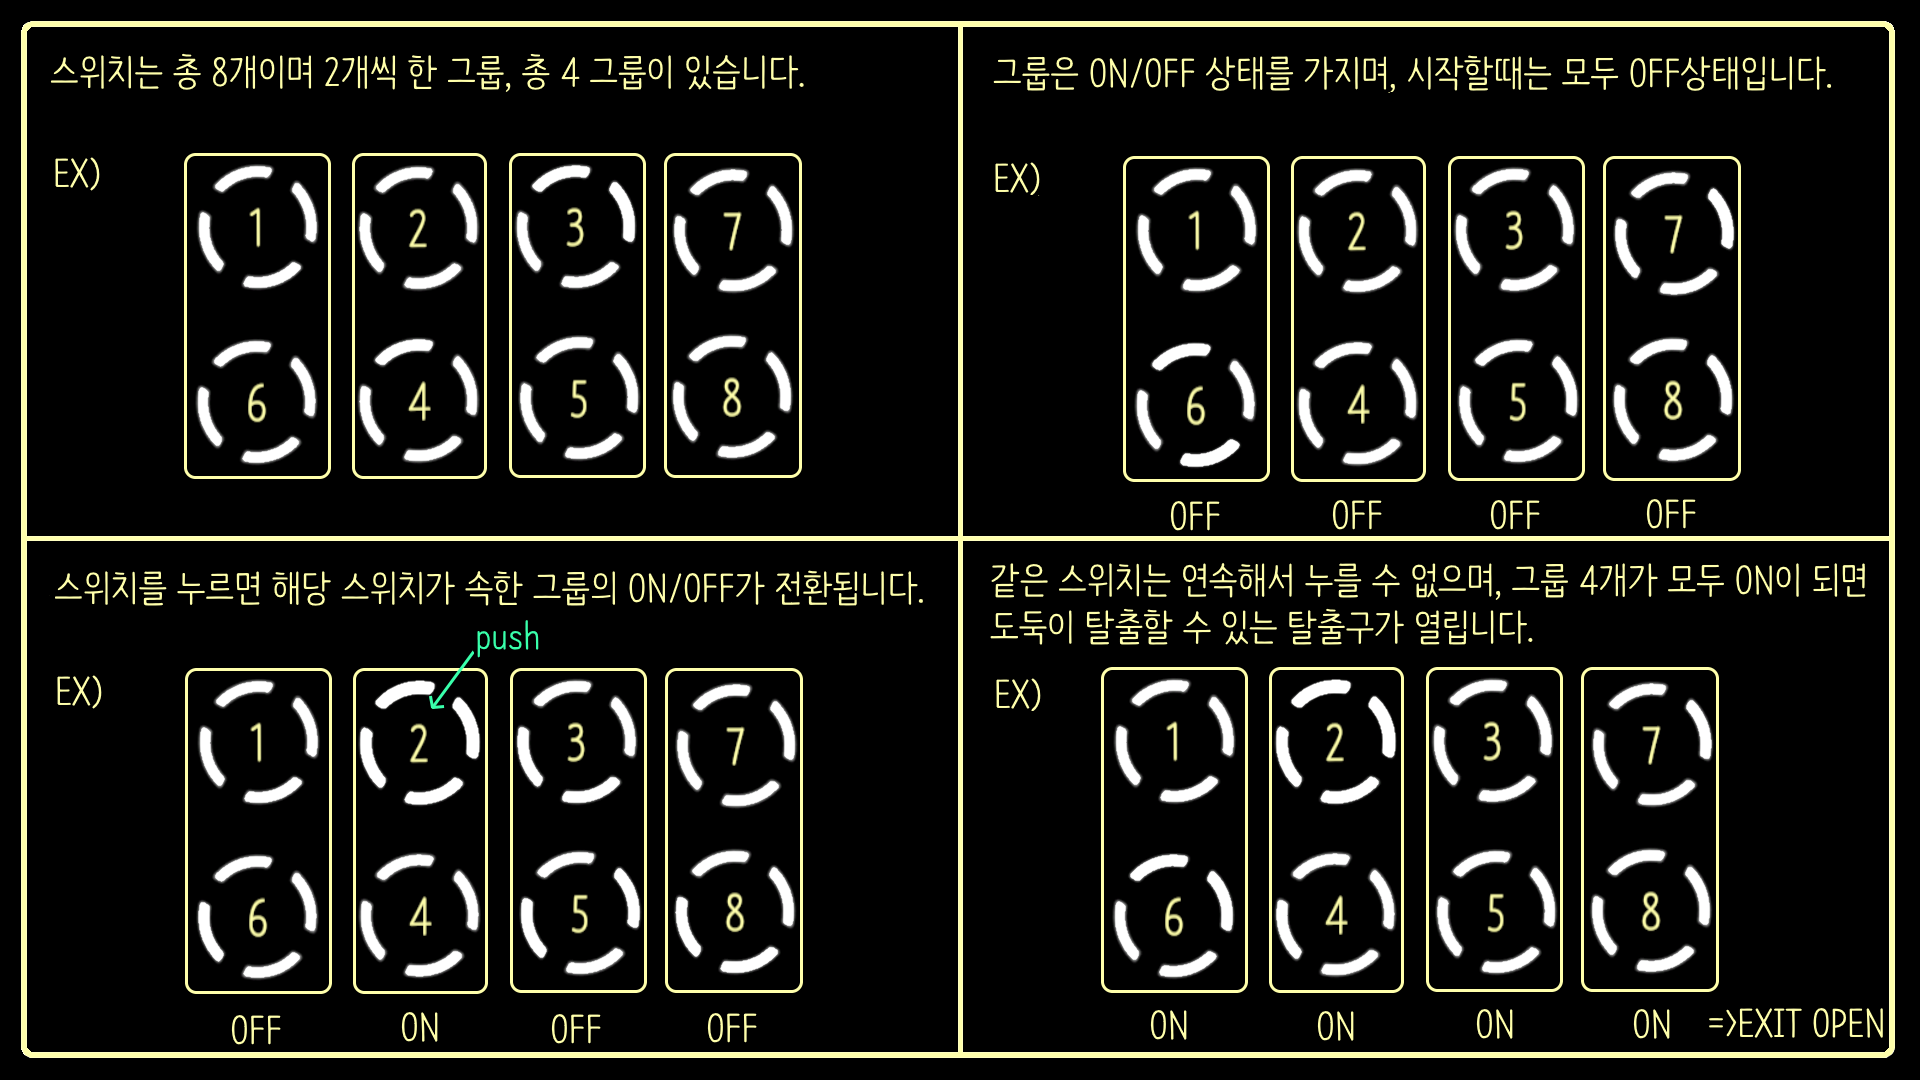 스위치는 총 8개이며 2개씩 한 그룹, 총 4 그룹이 있습니다.
EX)
1 2 3 7
6 4 5 8
그룹은 ON/OFF 상태를 가지며, 시작할때는 모두 OFF상태입니다.
EX)
1 2 3 7
6 4 5 8
OFF OFF OFF OFF
스위치를 누르면 해당 스위치가 속한 그룹의 ON/OFF가 전환됩니다.
push
EX)
1 2 3 7
6 4 5 8
OFF ON OFF OFF
같은 스위치는 연속해서 누를 수 없으며, 그룹 4개가 모두 ON이 되면
도둑이 탈출할 수 있는 탈출구가 열립니다.
EX)
1 2 3 7
6 4 5 8
ON ON ON ON =>EXIT OPEN